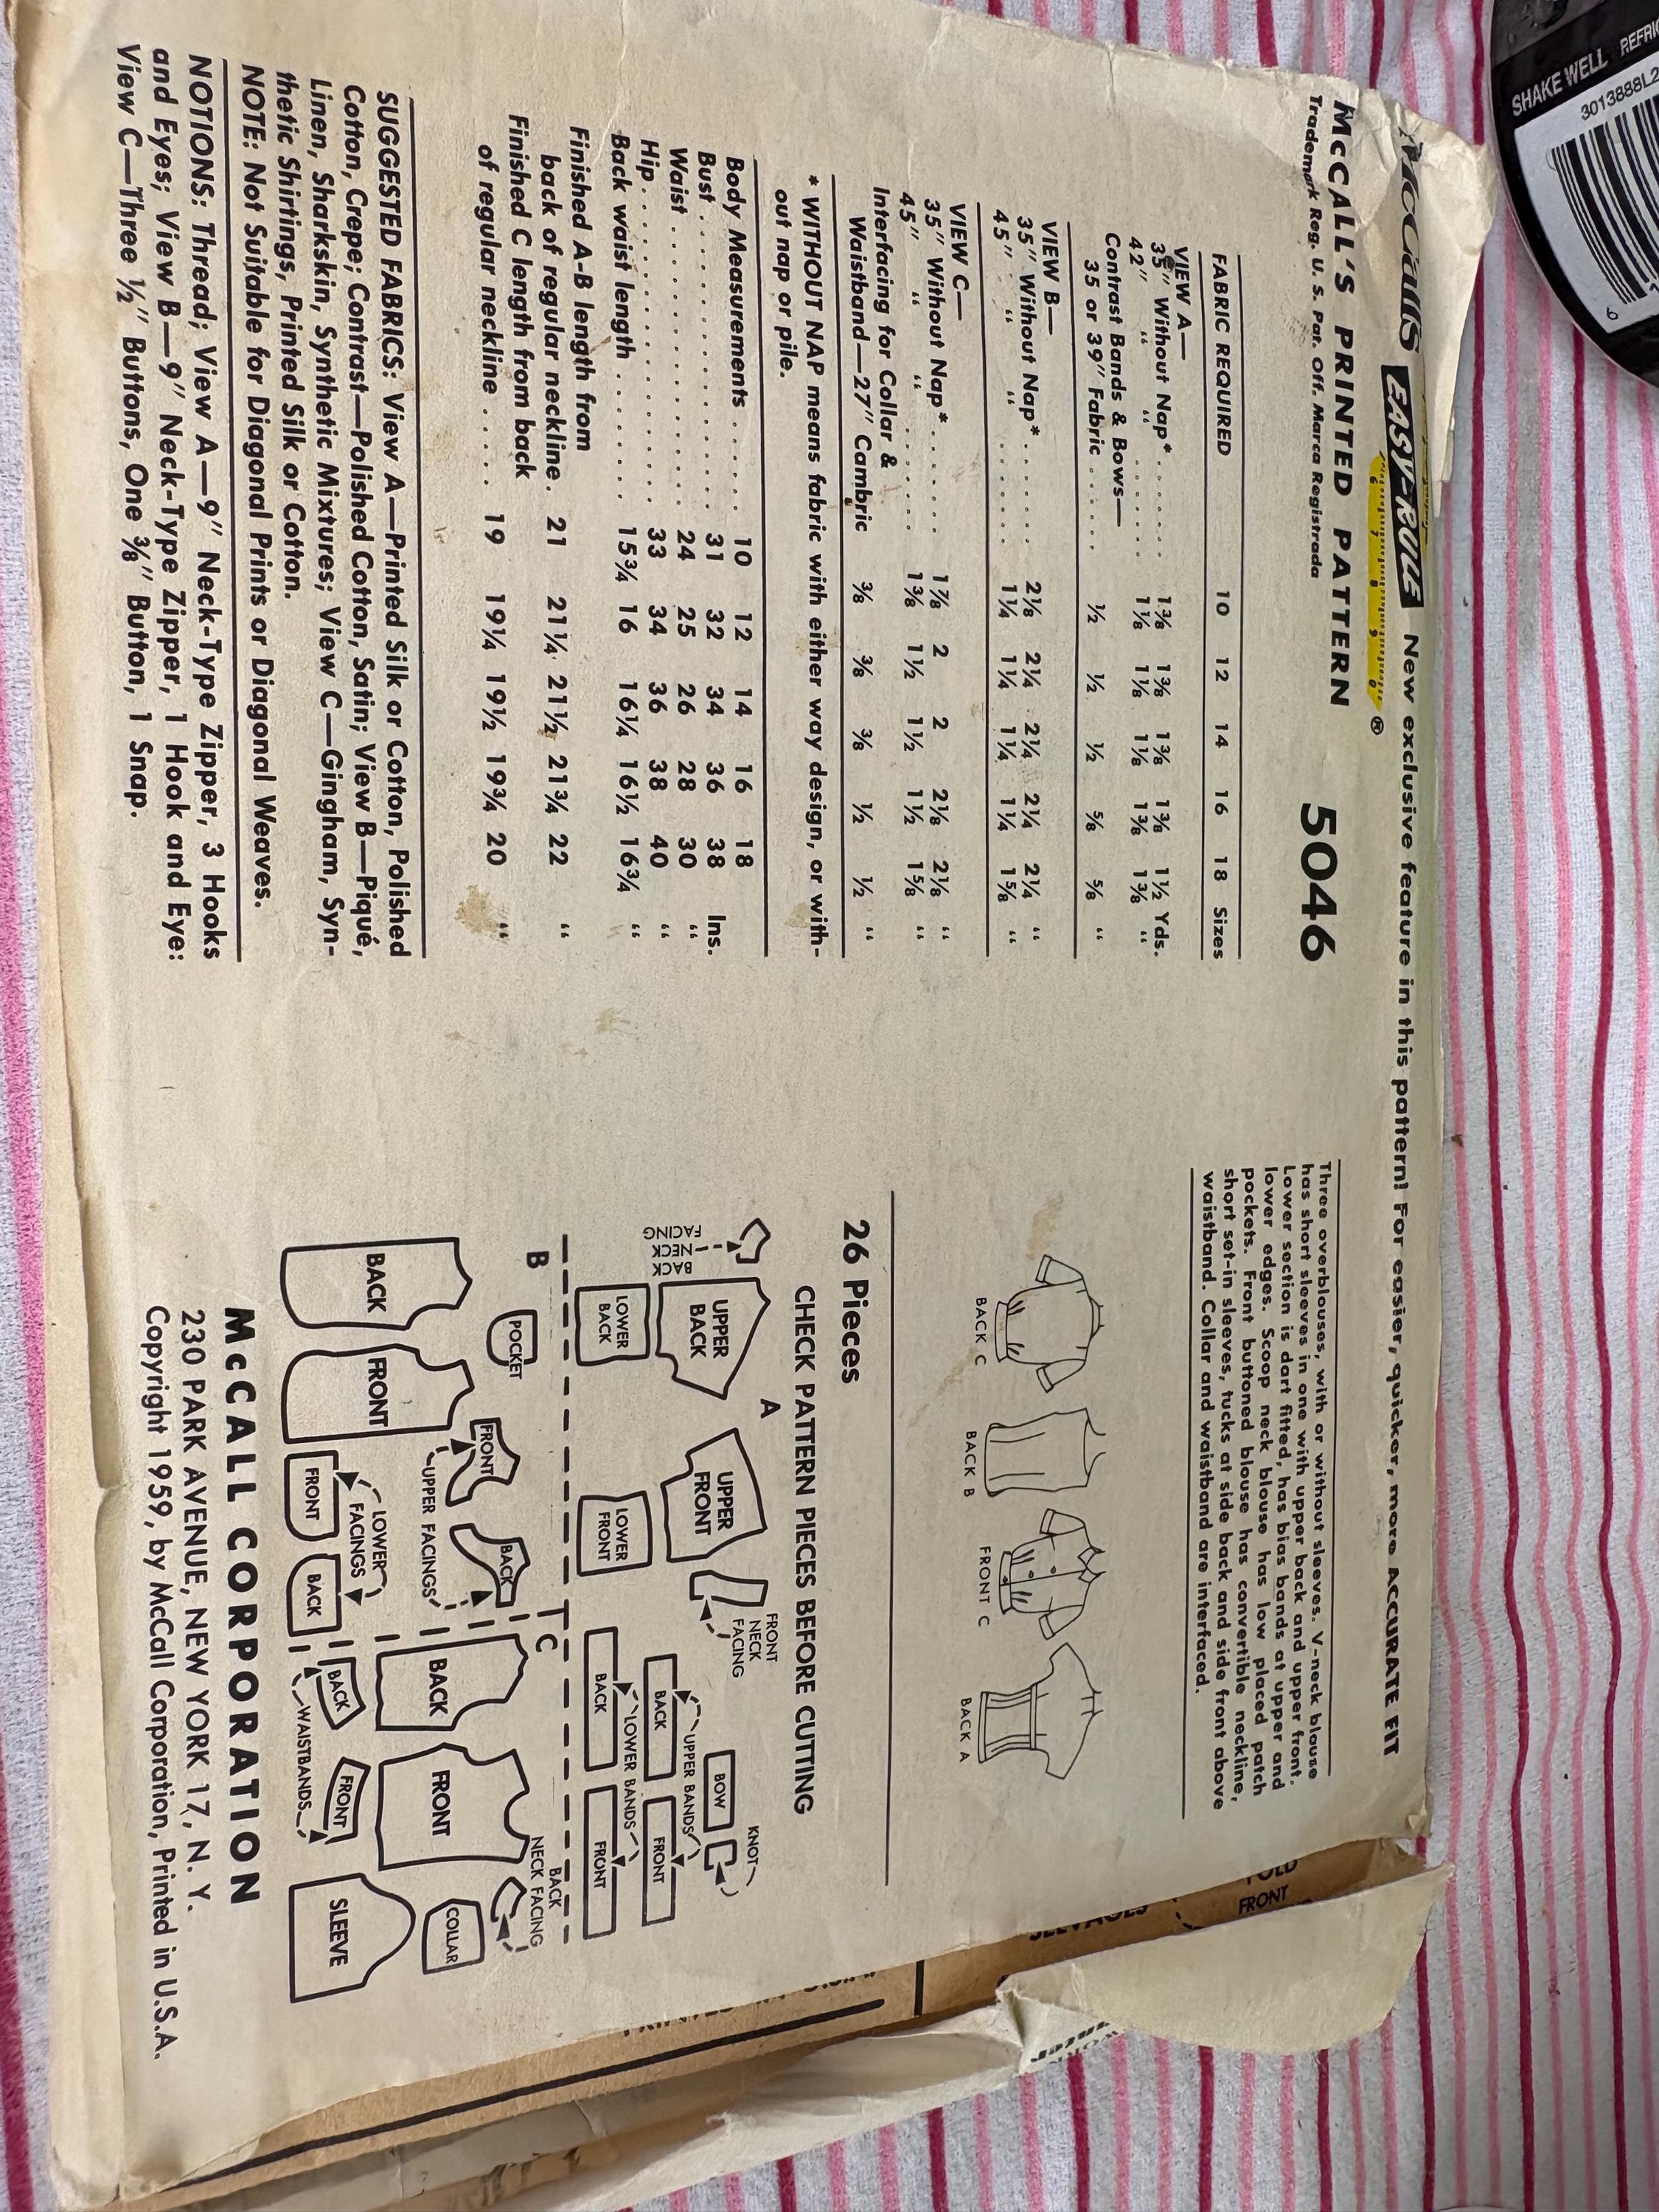 McCall's EASY-RULE New exclusive feature in this pattern! For easier, quicker, more ACCURATE FIT
6 7 8 9
®
McCALL'S PRINTED PATTERN 5046
Trademark Reg. U. S. Pat. Off. Marca Registrada
FABRIC REQUIRED 10 12 14 16 18 Sizes
VIEW A—
35" Without Nap* . . . . . . 1⅜ 1⅜ 1⅜ 1⅜ 1½ Yds.
42" “ “ . . . . . . 1⅛ 1⅛ 1⅛ 1⅜ 1⅜ “
Contrast Bands & Bows—
35 or 39" Fabric . . . . . ½ ½ ½ ⅝ ⅝ “
VIEW B—
35" Without Nap* . . . . . . 2⅛ 2¼ 2¼ 2¼ 2¼ “
45" “ “ . . . . . . 1¼ 1¼ 1¼ 1¼ 1⅝ “
VIEW C—
35" Without Nap* . . . . . . 1⅞ 2 2 2⅛ 2⅛ “
45" “ “ . . . . . . 1⅜ 1½ 1½ 1½ 1⅝ “
Interfacing for Collar &
Waistband—27" Cambric ⅜ ⅜ ⅜ ½ ½ “
* WITHOUT NAP means fabric with either way design, or with-
out nap or pile.
Body Measurements . . . . . . 10 12 14 16 18
Bust . . . . . . . . . . . . . . . 31 32 34 36 38 Ins.
Waist . . . . . . . . . . . . . . 24 25 26 28 30 “
Hip . . . . . . . . . . . . . . . . 33 34 36 38 40 “
Back waist length . . . . . . . 15¾ 16 16¼ 16½ 16¾ “
Finished A-B length from
back of regular neckline . 21 21¼ 21½ 21¾ 22 “
Finished C length from back
of regular neckline . . . . . 19 19¼ 19½ 19¾ 20 “
SUGGESTED FABRICS: View A—Printed Silk or Cotton, Polished
Cotton, Crepe; Contrast—Polished Cotton, Satin; View B—Piqué,
Linen, Sharkskin, Synthetic Mixtures; View C—Gingham, Syn-
thetic Shirtings, Printed Silk or Cotton.
NOTE: Not Suitable for Diagonal Prints or Diagonal Weaves.
NOTIONS: Thread; View A—9" Neck-Type Zipper, 3 Hooks
and Eyes; View B—9" Neck-Type Zipper, 1 Hook and Eye:
View C—Three ½" Buttons, One ⅜" Button, 1 Snap.
Three overblouses, with or without sleeves. V-neck blouse
has short sleeves in one with upper back and upper front.
Lower section is dart fitted, has bias bands at upper and
lower edges. Scoop neck blouse has low placed patch
pockets. Front buttoned blouse has convertible neckline,
short set-in sleeves, tucks at side back and side front above
waistband. Collar and waistband are interfaced.
BACK C
BACK B
FRONT C
BACK A
26 Pieces
CHECK PATTERN PIECES BEFORE CUTTING
A
BACK
NECK
FACING
UPPER
BACK
UPPER
FRONT
FRONT
NECK
FACING
LOWER
BACK
LOWER
FRONT
BOW
KNOT
UPPER BANDS
BACK
FRONT
LOWER BANDS
BACK
FRONT
B
POCKET
BACK
FRONT
FRONT
BACK
UPPER FACINGS
LOWER
FACINGS
FRONT
BACK
C
BACK
FRONT
BACK
NECK FACING
COLLAR
BACK
FRONT
WAISTBANDS
SLEEVE
McCALL CORPORATION
230 PARK AVENUE, NEW YORK 17, N. Y.
Copyright 1959, by McCall Corporation, Printed in U.S.A.
SHAKE WELL
3013888L2
6
FRONT
SELVAGES